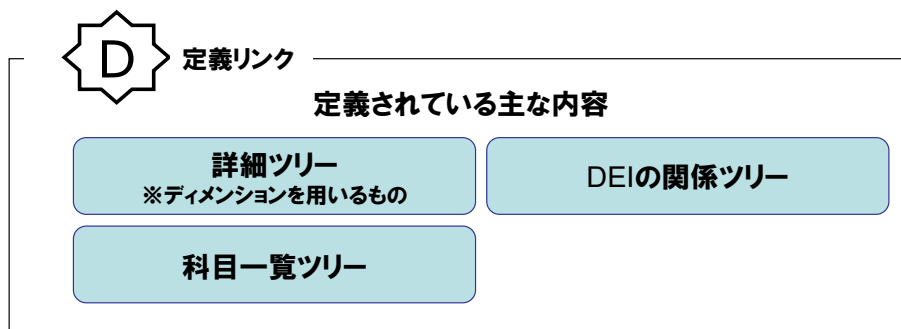 D
定義リンク
定義されている主な内容
詳細ツリー
※ディメンションを用いるもの
DEIの関係ツリー
科目一覧ツリー